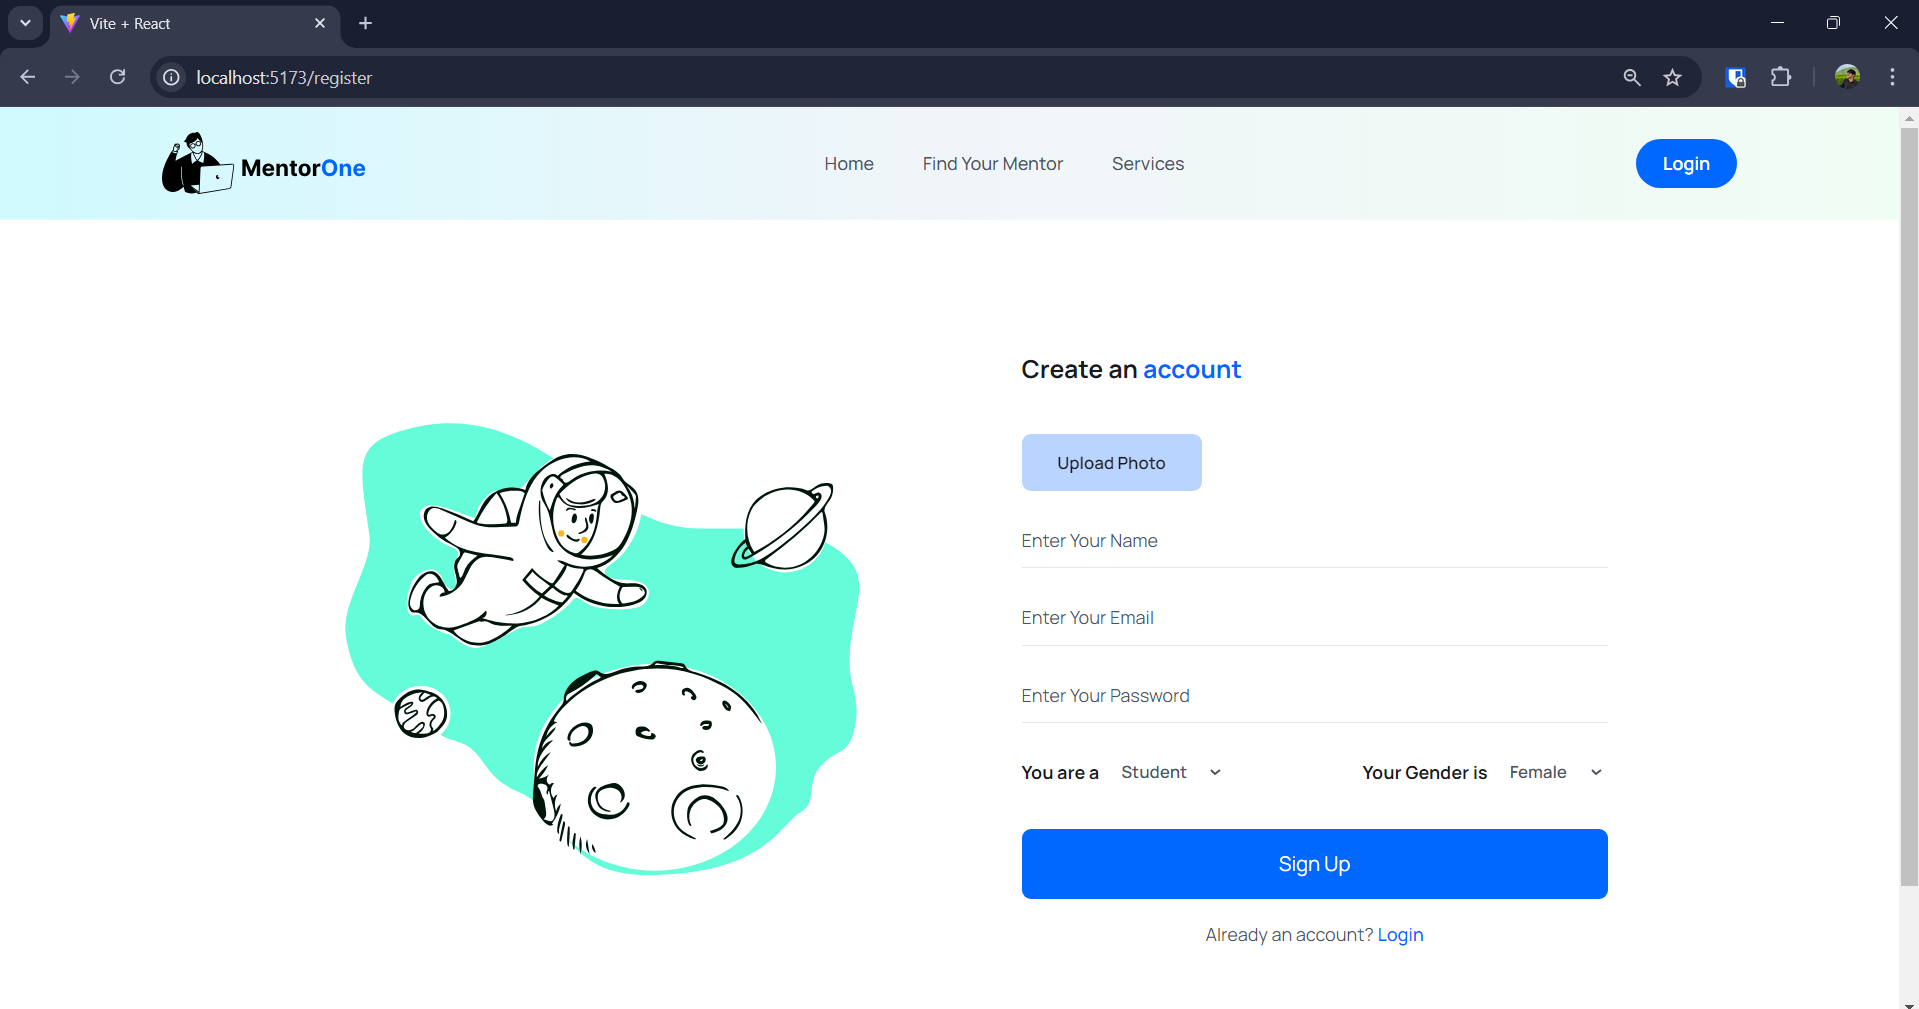 Vite + React
localhost:5173/register
MentorOne
Home
Find Your Mentor
Services
Login
Create an account
Upload Photo
Enter Your Name
Enter Your Email
Enter Your Password
You are a Student
Your Gender is Female
Sign Up
Already an account? Login